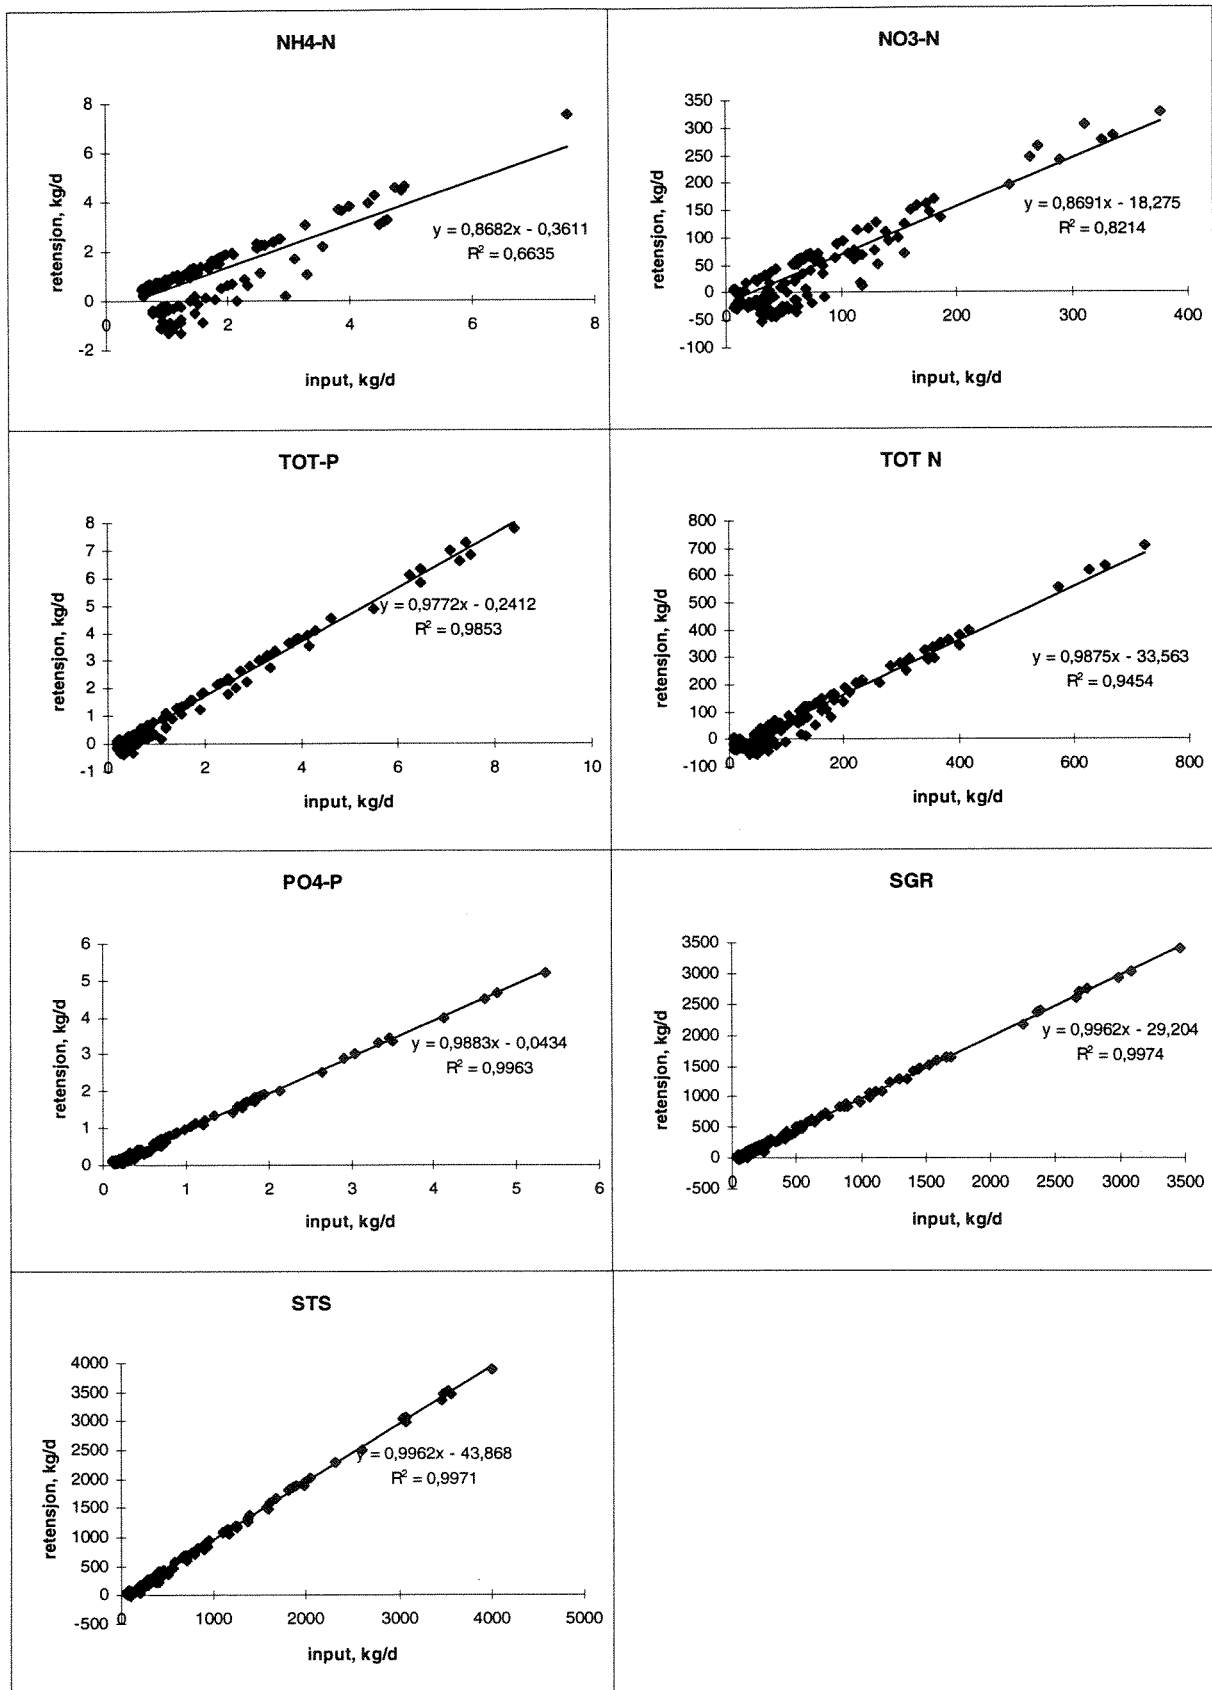 NH4-N
8
6
4
2
0
-2
0
2
4
6
8
retensjon, kg/d
input, kg/d
y = 0,8682x - 0,3611
R² = 0,6635
NO3-N
350
300
250
200
150
100
50
0
-50
-100
0
100
200
300
400
retensjon, kg/d
input, kg/d
y = 0,8691x - 18,275
R² = 0,8214
TOT-P
8
7
6
5
4
3
2
1
0
-1
0
2
4
6
8
10
retensjon, kg/d
input, kg/d
y = 0,9772x - 0,2412
R² = 0,9853
TOT N
800
700
600
500
400
300
200
100
0
-100
0
200
400
600
800
retensjon, kg/d
input, kg/d
y = 0,9875x - 33,563
R² = 0,9454
PO4-P
6
5
4
3
2
1
0
0
1
2
3
4
5
6
retensjon, kg/d
input, kg/d
y = 0,9883x - 0,0434
R² = 0,9963
SGR
3500
3000
2500
2000
1500
1000
500
0
-500
0
500
1000
1500
2000
2500
3000
3500
retensjon, kg/d
input, kg/d
y = 0,9962x - 29,204
R² = 0,9974
STS
4000
3500
3000
2500
2000
1500
1000
500
0
-500
0
1000
2000
3000
4000
5000
retensjon, kg/d
input, kg/d
y = 0,9962x - 43,868
R² = 0,9971